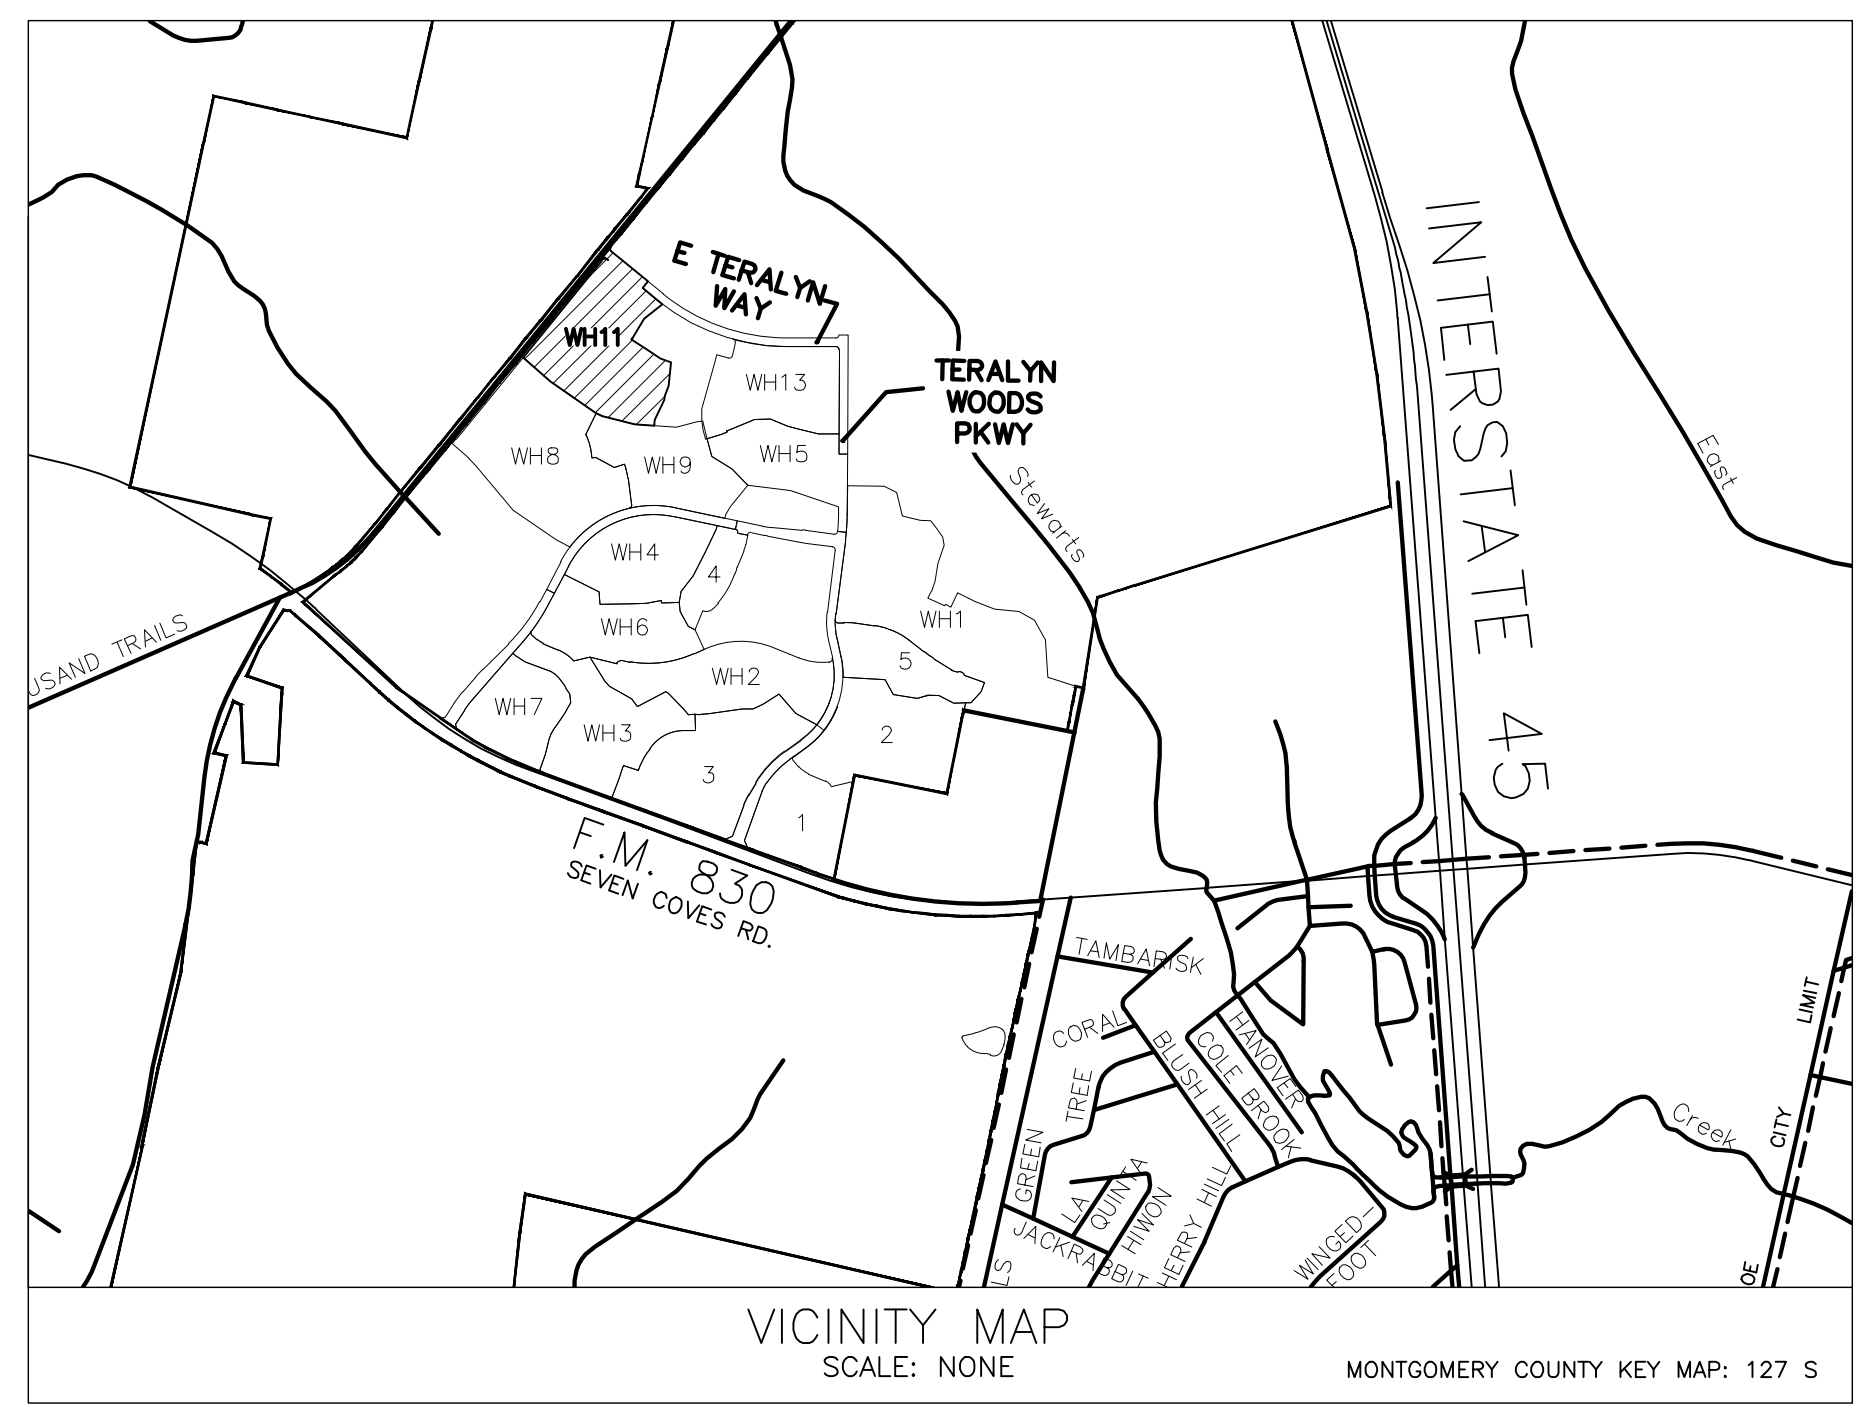 E TERALYN
WAY
WH11
WH13
TERALYN
WOODS
PKWY
WH8
WH9
WH5
Stewarts
East
INTERSTATE 45
WH4
4
WH6
WH1
5
WH2
WH7
WH3
2
3
1
USAND TRAILS
F.M. 830
SEVEN COVES RD.
TAMBARISK
CORAL
BLUSH HILL
COLE BROOK
HANOVER
TREE
GREEN
LA
QUINTA
HIWON
HERRY HILL
JACKRABBIT
LS
WINGED-
FOOT
Creek
LIMIT
CITY
OE
VICINITY MAP
SCALE: NONE
MONTGOMERY COUNTY KEY MAP: 127 S